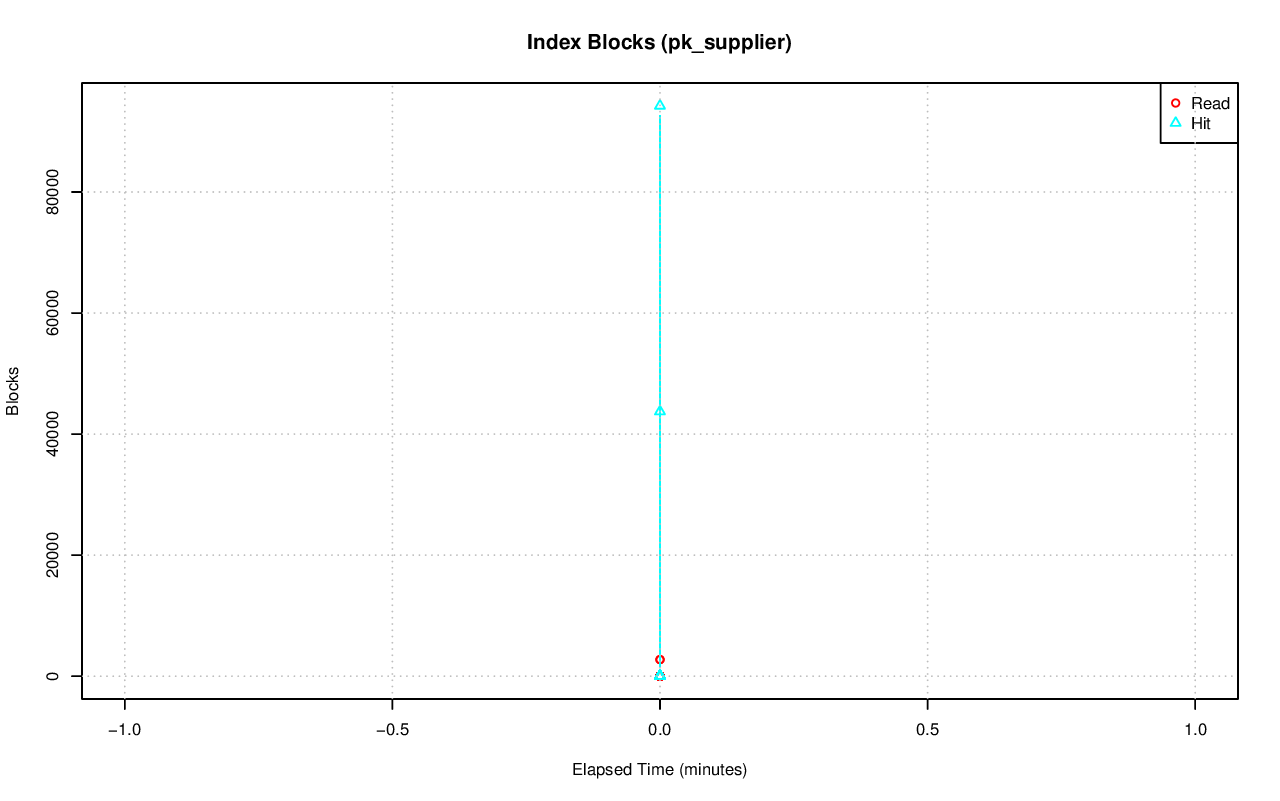 Index Blocks (pk_supplier)
Read
Hit
80000
60000
40000
20000
0
Blocks
−1.0
−0.5
0.0
0.5
1.0
Elapsed Time (minutes)